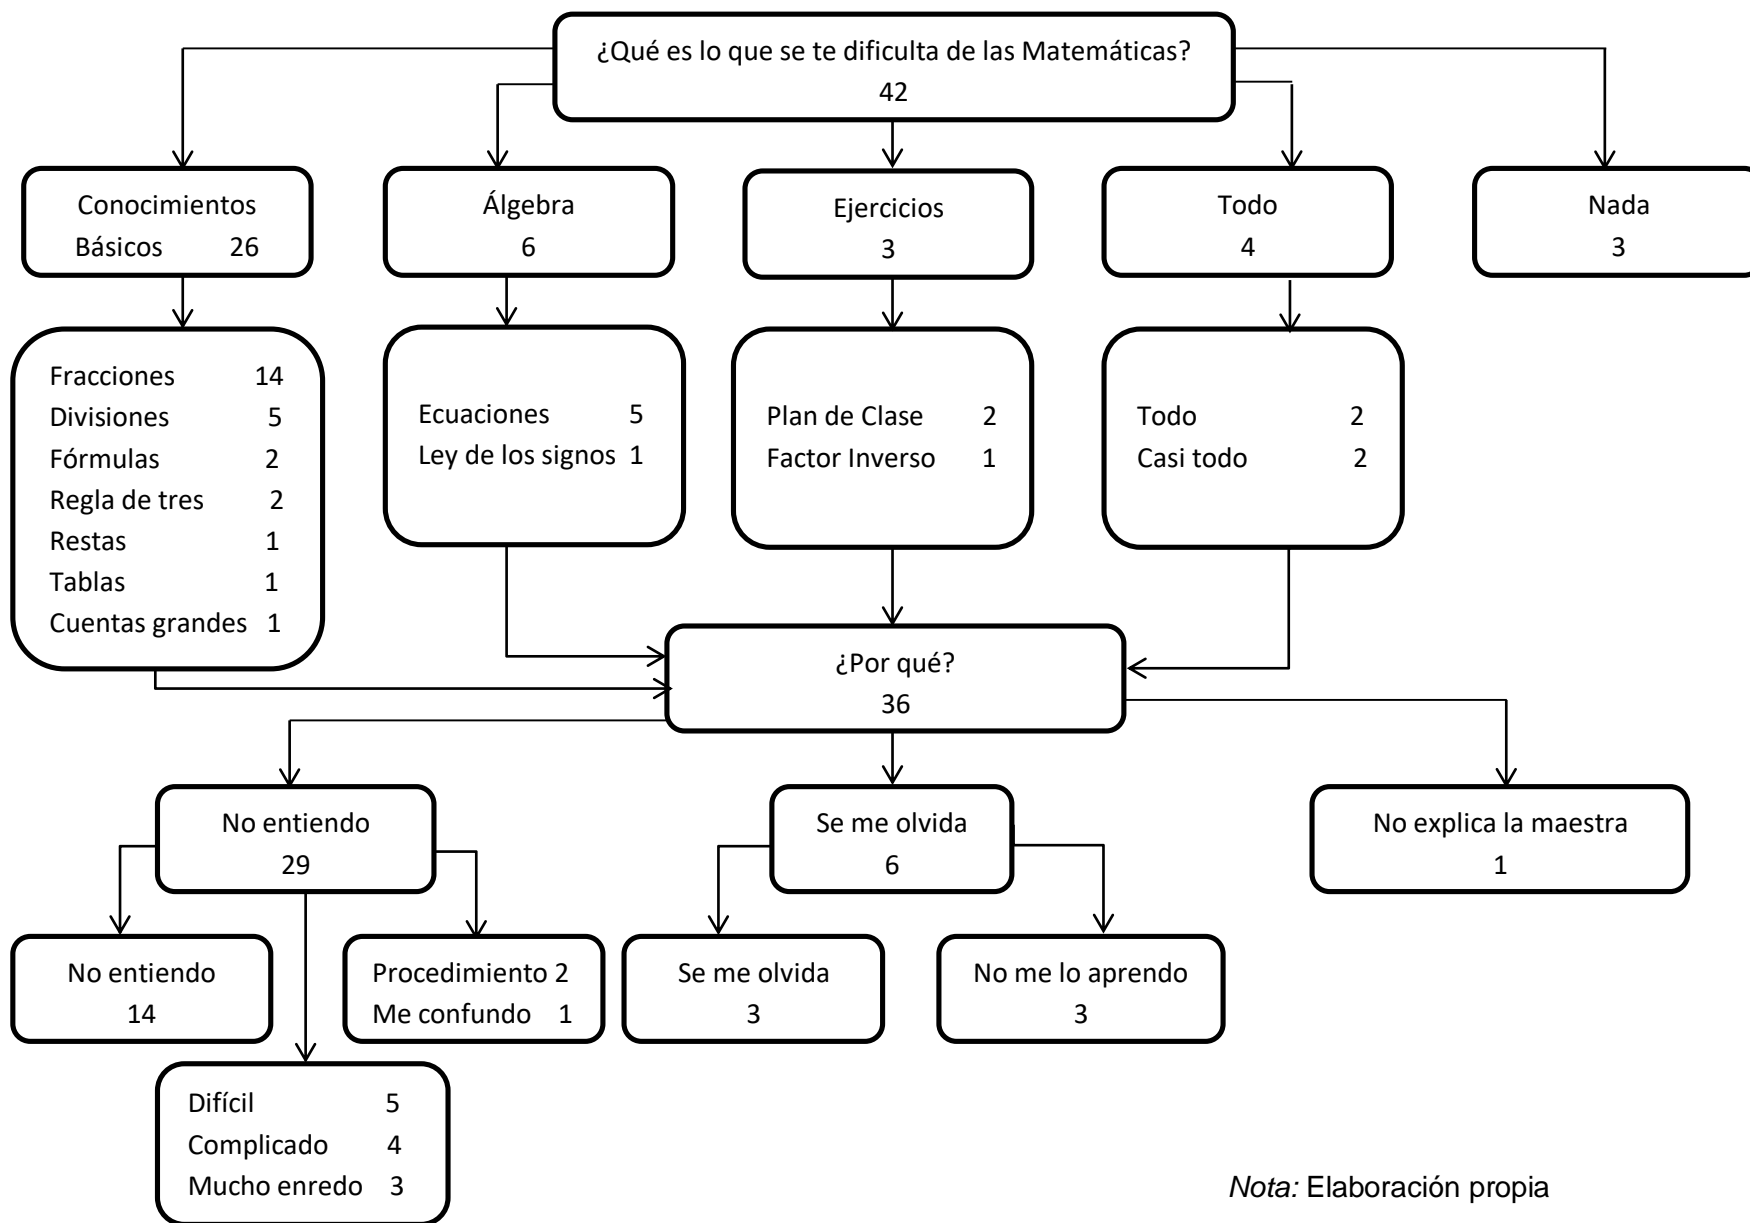 ¿Qué es lo que se te dificulta de las Matemáticas?
42
Conocimientos
Básicos 26
Álgebra
6
Ejercicios
3
Todo
4
Nada
3
Fracciones 14
Divisiones 5
Fórmulas 2
Regla de tres 2
Restas 1
Tablas 1
Cuentas grandes 1
Ecuaciones 5
Ley de los signos 1
Plan de Clase 2
Factor Inverso 1
Todo 2
Casi todo 2
¿Por qué?
36
No entiendo
29
Se me olvida
6
No explica la maestra
1
No entiendo
14
Procedimiento 2
Me confundo 1
Se me olvida
3
No me lo aprendo
3
Difícil 5
Complicado 4
Mucho enredo 3
Nota: Elaboración propia